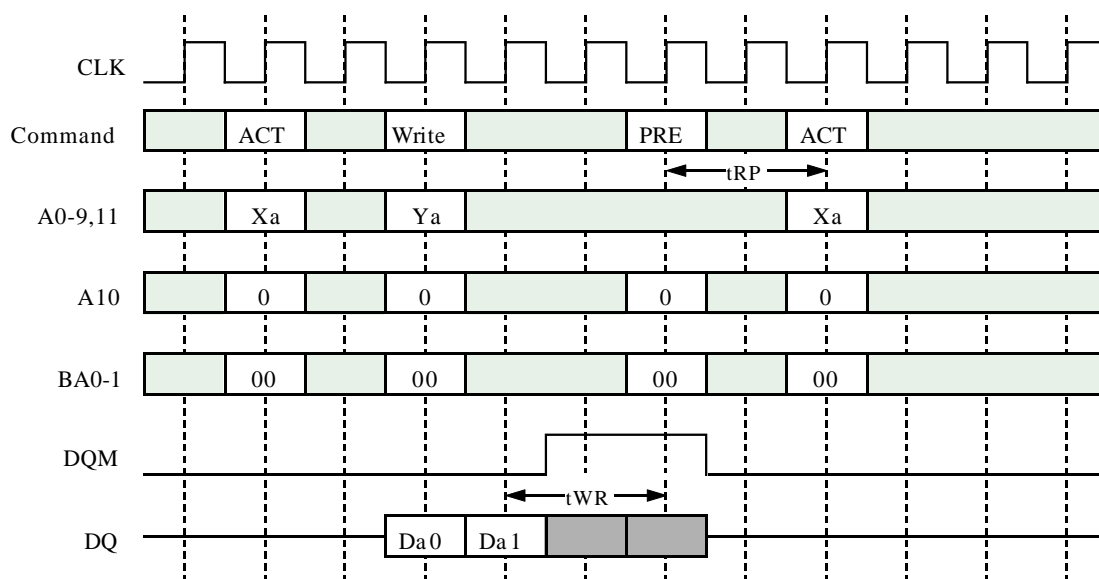 CLK
Command ACT Write PRE ACT
tRP
A0-9,11 Xa Ya Xa
A10 0 0 0 0
BA0-1 00 00 00 00
DQM
tWR
DQ Da0 Da1